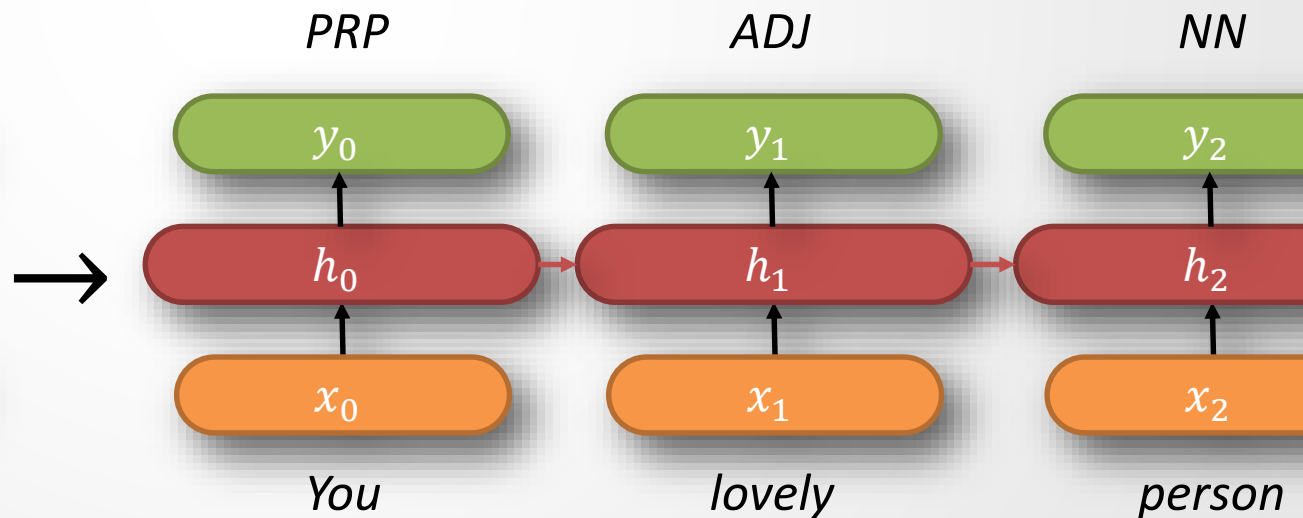 PRP ADJ NN
y₀ y₁ y₂
h₀ h₁ h₂
x₀ x₁ x₂
You lovely person